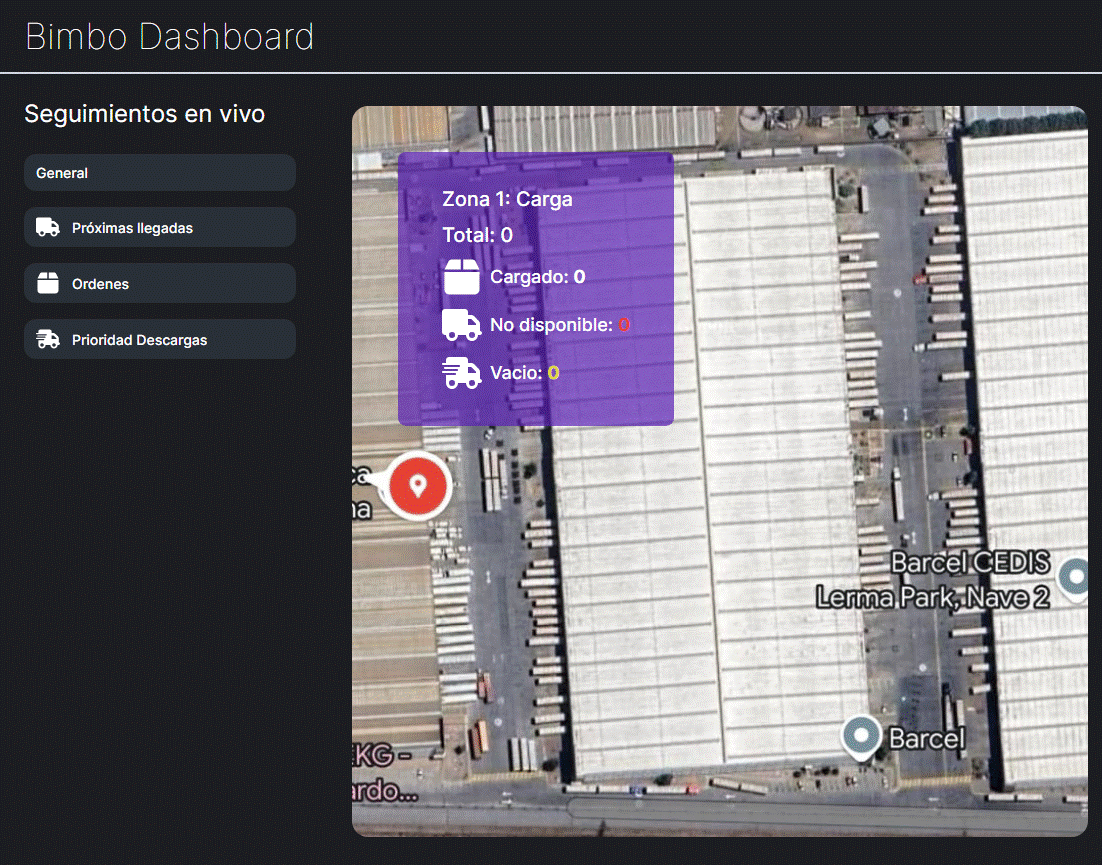 Bimbo Dashboard
Seguimientos en vivo
General
Próximas llegadas
Ordenes
Prioridad Descargas
Zona 1: Carga
Total: 0
Cargado: 0
No disponible: 0
Vacio: 0
ca
na
Barcel CEDIS
Lerma Park, Nave 2
Barcel
EKG -
ardo...